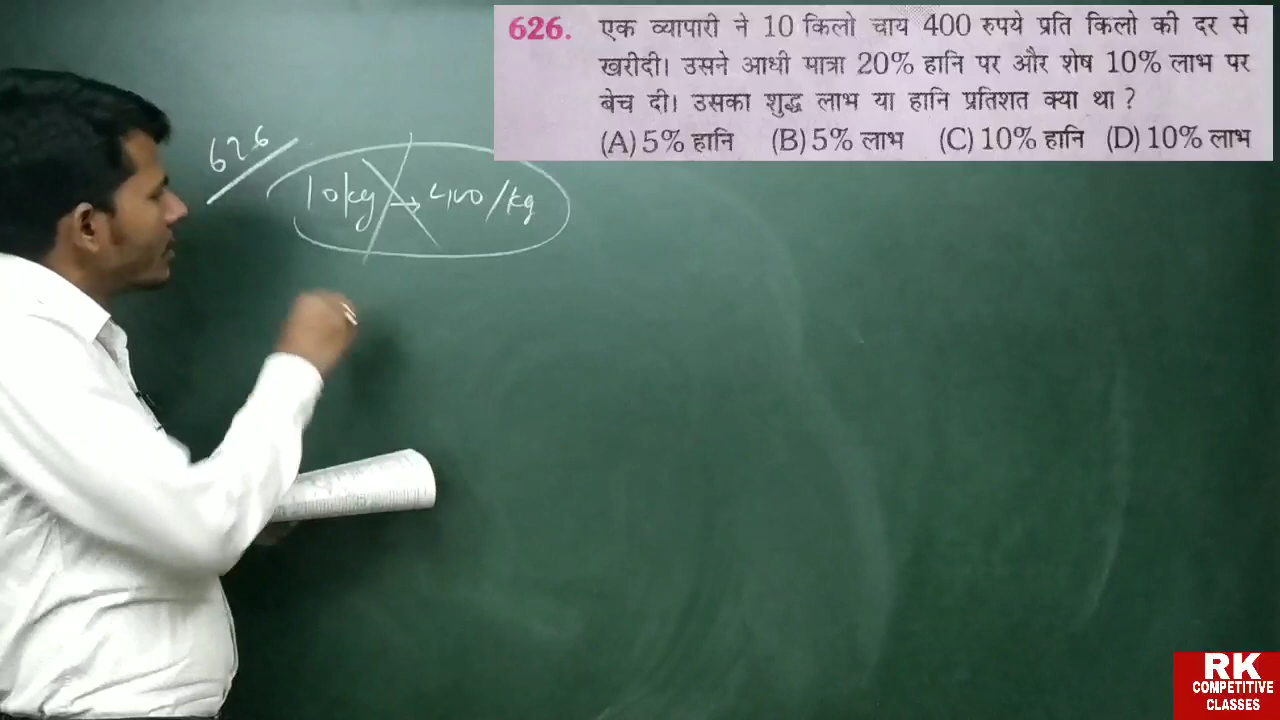 626. एक व्यापारी ने 10 किलो चाय 400 रुपये प्रति किलो की दर से
खरीदी। उसने आधी मात्रा 20% हानि पर और शेष 10% लाभ पर
बेच दी। उसका शुद्ध लाभ या हानि प्रतिशत क्या था ?
(A) 5% हानि (B) 5% लाभ (C) 10% हानि (D) 10% लाभ
626
10kg → 400/kg
RK
COMPETITIVE
CLASSES